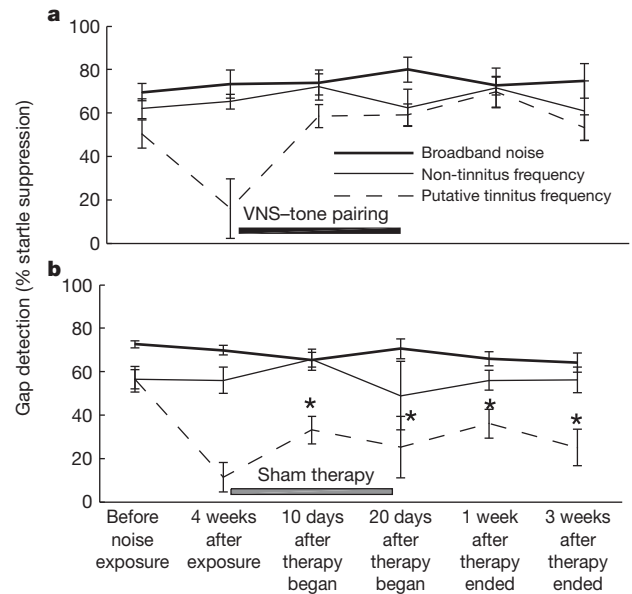 a
100
80
60
40
20
0
Broadband noise
Non-tinnitus frequency
Putative tinnitus frequency
VNS–tone pairing
Gap detection (% startle suppression)
b
100
80
60
40
20
0
*
*
*
*
Sham therapy
Before
noise
exposure
4 weeks
after
exposure
10 days
after
therapy
began
20 days
after
therapy
began
1 week
after
therapy
ended
3 weeks
after
therapy
ended